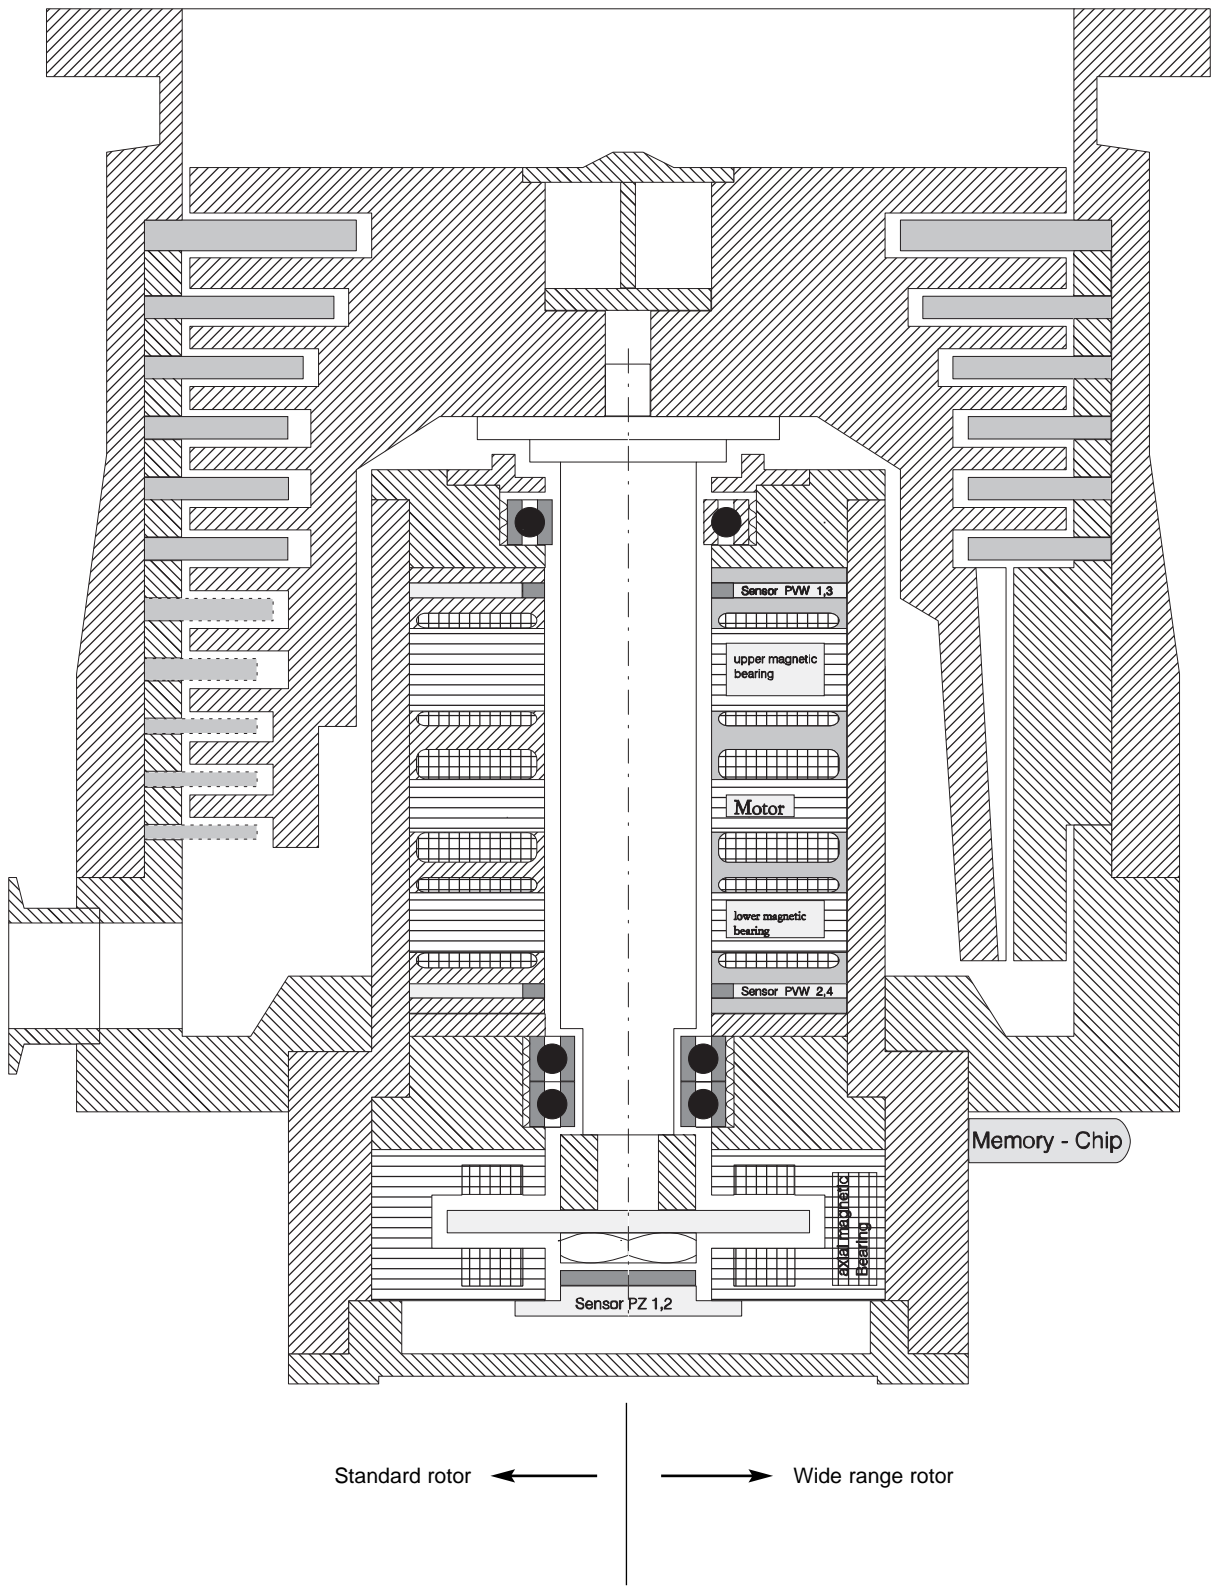 Sensor PVW 1,3
upper magnetic
bearing
Motor
lower magnetic
bearing
Sensor PVW 2,4
Memory - Chip
axial magnetic
Bearing
Sensor PZ 1,2
Standard rotor
Wide range rotor